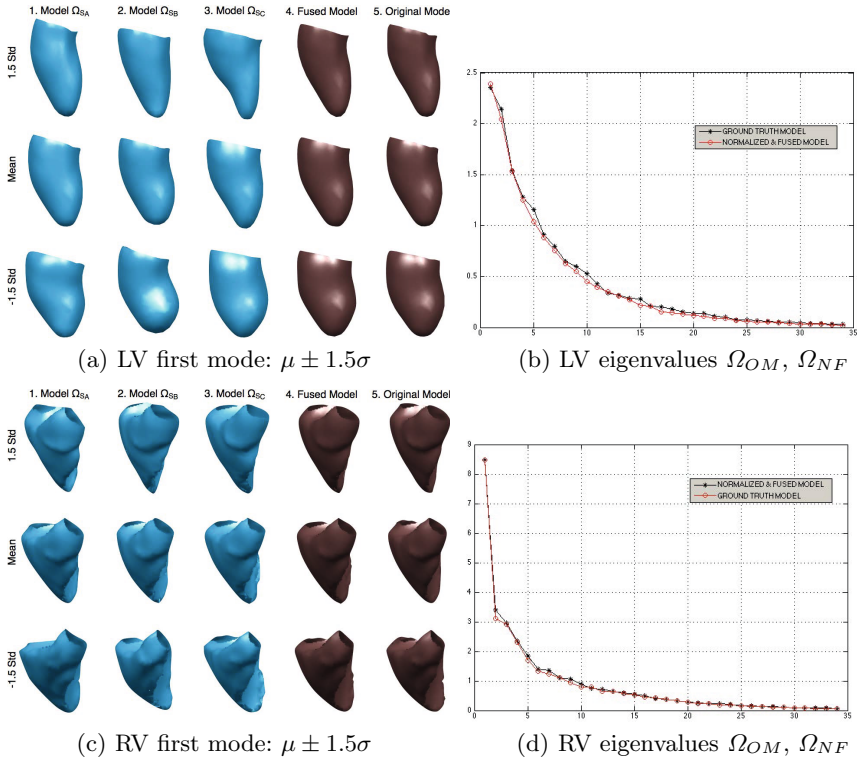 1. Model ΩSA 2. Model ΩSB 3. Model ΩSC 4. Fused Model 5. Original Mode
1.5 Std
Mean
-1.5 Std
(a) LV first mode: μ ± 1.5σ
2.5
2
1.5
1
0.5
0
0 5 10 15 20 25 30 35
GROUND TRUTH MODEL
NORMALIZED & FUSED MODEL
(b) LV eigenvalues ΩOM, ΩNF
1. Model ΩSA 2. Model ΩSB 3. Model ΩSC 4. Fused Model 5. Original Model
1.5 Std
Mean
-1.5 Std
(c) RV first mode: μ ± 1.5σ
9
8
7
6
5
4
3
2
1
0
0 5 10 15 20 25 30 35
NORMALIZED & FUSED MODEL
GROUND TRUTH MODEL
(d) RV eigenvalues ΩOM, ΩNF